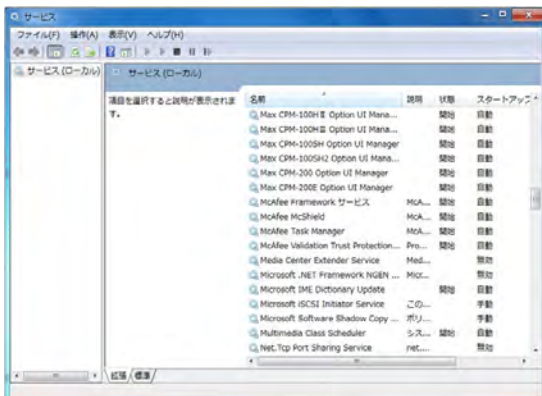 サービス
ファイル(F) 操作(A) 表示(V) ヘルプ(H)
サービス (ローカル)
サービス (ローカル)
項目を選択すると説明が表示されます。
名前 説明 状態 スタートアップ
Max CPM-100HⅢ Option UI Mana... 開始 自動
Max CPM-100HⅢ Option UI Mana... 開始 自動
Max CPM-100SH Option UI Manager 開始 自動
Max CPM-100SH2 Option UI Mana... 開始 自動
Max CPM-200 Option UI Manager 開始 自動
Max CPM-200E Option UI Manager 開始 自動
McAfee Framework サービス McA... 開始 自動
McAfee McShield McA... 開始 自動
McAfee Task Manager McA... 開始 自動
McAfee Validation Trust Protection... Pro... 開始 自動
Media Center Extender Service Med... 無効
Microsoft .NET Framework NGEN ... Micr... 無効
Microsoft IME Dictionary Update 開始 自動
Microsoft iSCSI Initiator Service この... 手動
Microsoft Software Shadow Copy ... ボリ... 手動
Multimedia Class Scheduler シス... 開始 自動
Net.Tcp Port Sharing Service net.... 無効
拡張 標準